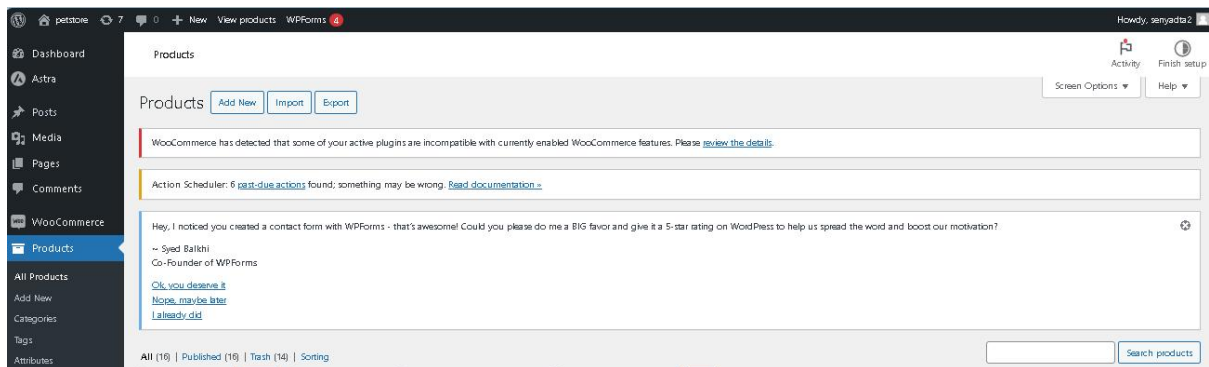 petstore 7 0 + New View products WPForms 4 Howdy, senyadta2
Dashboard
Astra
Posts
Media
Pages
Comments
WooCommerce
Products
All Products
Add New
Categories
Tags
Attributes
Products
Activity
Finish setup
Screen Options ▼
Help ▼
Products Add New Import Export
WooCommerce has detected that some of your active plugins are incompatible with currently enabled WooCommerce features. Please review the details.
Action Scheduler: 6 past-due actions found; something may be wrong. Read documentation »
Hey, I noticed you created a contact form with WPForms - that's awesome! Could you please do me a BIG favor and give it a 5-star rating on WordPress to help us spread the word and boost our motivation?
~ Syed Balkhi
Co-Founder of WPForms
Ok, you deserve it
Nope, maybe later
I already did
All (16) | Published (16) | Trash (14) | Sorting
Search products